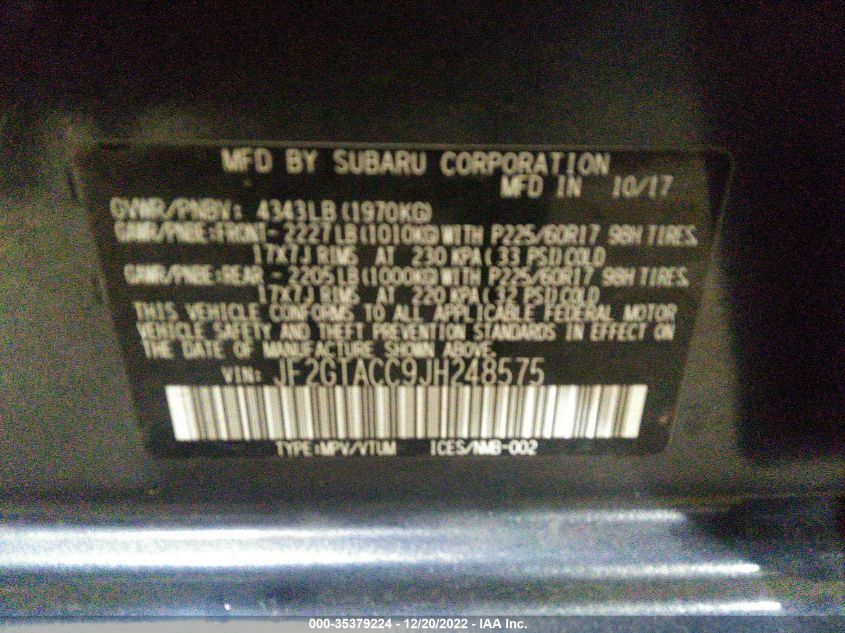 MFD BY SUBARU CORPORATION
MFD IN 10/17
GVWR/PNBV: 4343LB(1970KG)
GAWR/PNBE:FRONT-2227LB(1010KG)WITH P225/60R17 98H TIRES,
17X7J RIMS AT 230 KPA(33 PSI)COLD
GAWR/PNBE:REAR -2205LB(1000KG)WITH P225/60R17 98H TIRES,
17X7J RIMS AT 220 KPA(32 PSI)COLD
THIS VEHICLE CONFORMS TO ALL APPLICABLE FEDERAL MOTOR
VEHICLE SAFETY AND THEFT PREVENTION STANDARDS IN EFFECT ON
THE DATE OF MANUFACTURE SHOWN ABOVE.
VIN: JF2GTACC9JH248575
TYPE:MPV/VTUM ICES/NMB-002
000-35379224 - 12/20/2022 - IAA Inc.